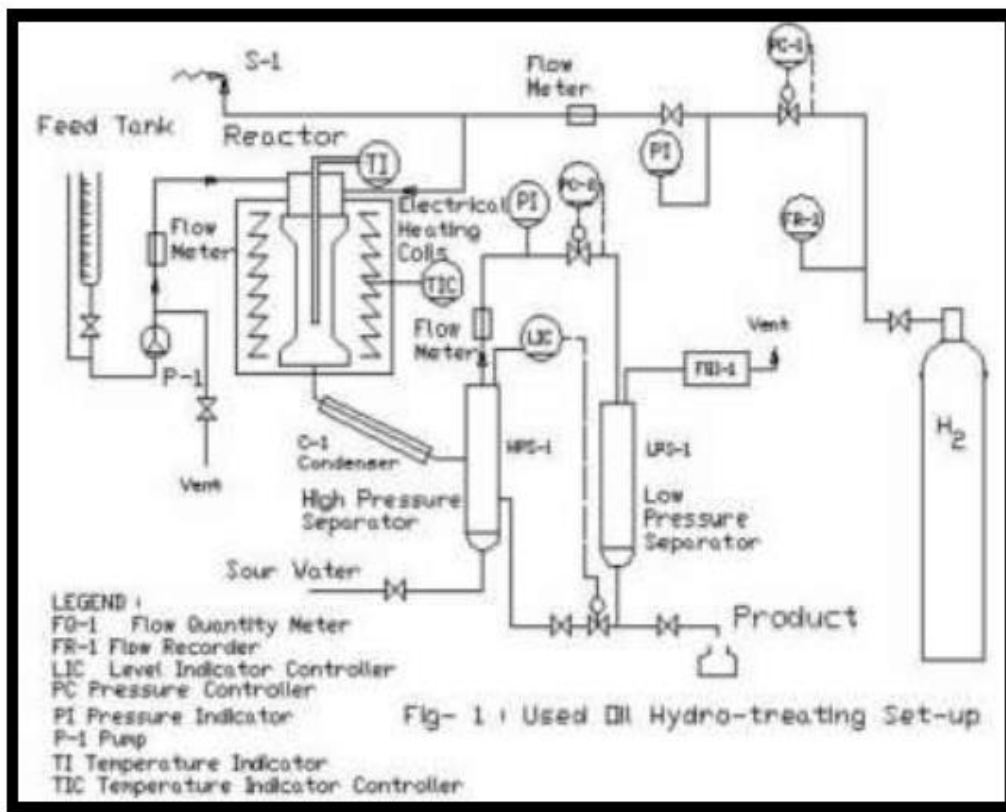 S-1
Flow
Meter
PC-1
Feed Tank
Reactor
TI
PI
Electrical
Heating
Coils
PI
FR-1
Flow
Meter
TIC
Flow
Meter
LIC
Vent
P-1
C-1
Condenser
HPS-1
LPS-1
H2
Vent
High Pressure
Separator
Low
Pressure
Separator
Sour Water
Product
LEGEND :
FQ-1 Flow Quantity Meter
FR-1 Flow Recorder
LIC Level Indicator Controller
PC Pressure Controller
PI Pressure Indicator
P-1 Pump
TI Temperature Indicator
TIC Temperature Indicator Controller
Fig- 1 : Used Oil Hydro-treating Set-up